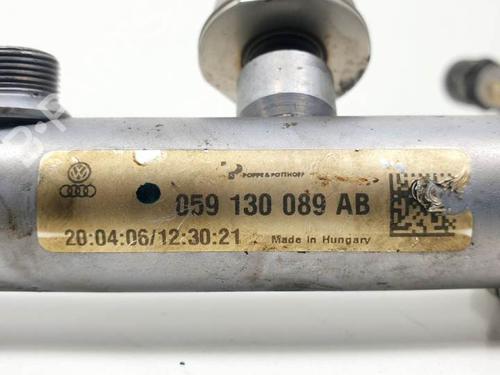 POPPE & POTTHOFF
059 130 089 AB
20:04:06/12:30:21
Made in Hungary